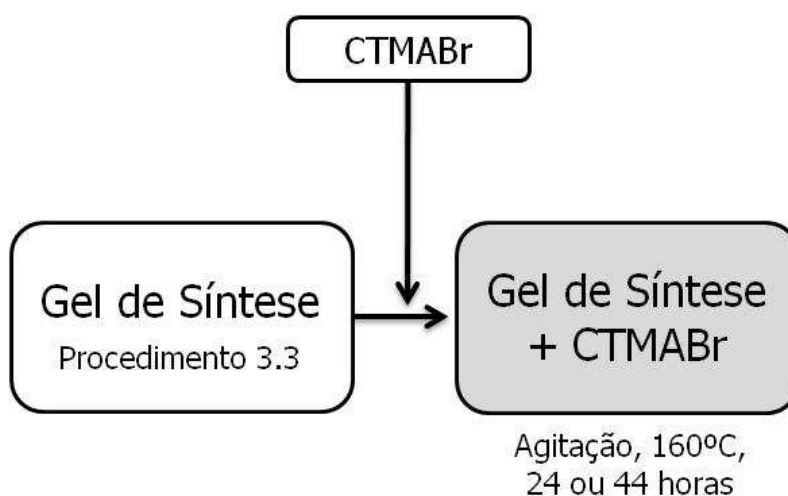 CTMABr
Gel de Síntese
Procedimento 3.3
Gel de Síntese
+ CTMABr
Agitação, 160ºC,
24 ou 44 horas